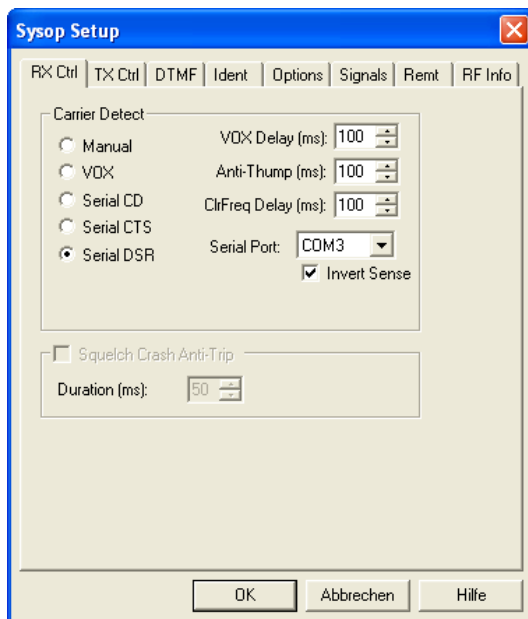 Sysop Setup
RX Ctrl TX Ctrl DTMF Ident Options Signals Remt RF Info
Carrier Detect
Manual
VOX
Serial CD
Serial CTS
Serial DSR
VOX Delay (ms): 100
Anti-Thump (ms): 100
ClrFreq Delay (ms): 100
Serial Port: COM3
Invert Sense
Squelch Crash Anti-Trip
Duration (ms): 50
OK Abbrechen Hilfe